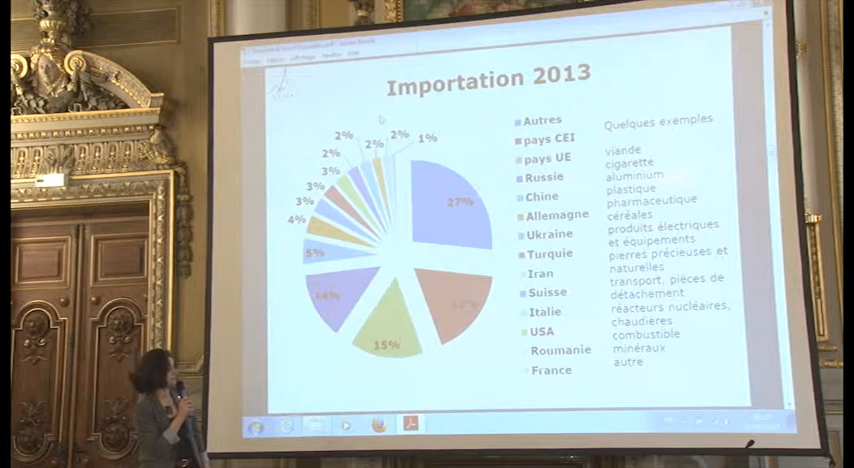 Importation 2013
2%
2%
2%
2%
1%
3%
3%
3%
4%
5%
27%
15%
Autres
pays CEI
pays UE
Russie
Chine
Allemagne
Ukraine
Turquie
Iran
Suisse
Italie
USA
Roumanie
France
Quelques exemples
viande
cigarette
aluminium
plastique
pharmaceutique
céréales
produits électriques
et équipements
pierres précieuses et
naturelles
transport, pièces de
détachement
réacteurs nucléaires,
chaudières
combustible
minéraux
autre